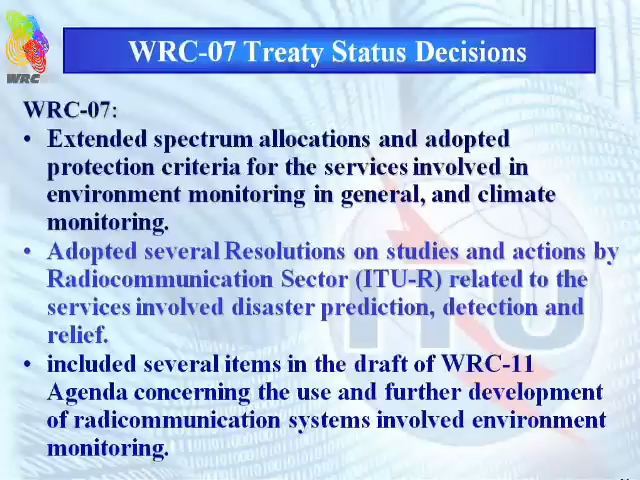 WRC-07 Treaty Status Decisions
WRC
WRC-07:
• Extended spectrum allocations and adopted
protection criteria for the services involved in
environment monitoring in general, and climate
monitoring.
• Adopted several Resolutions on studies and actions by
Radiocommunication Sector (ITU-R) related to the
services involved disaster prediction, detection and
relief.
• included several items in the draft of WRC-11
Agenda concerning the use and further development
of radicommunication systems involved environment
monitoring.
ITU